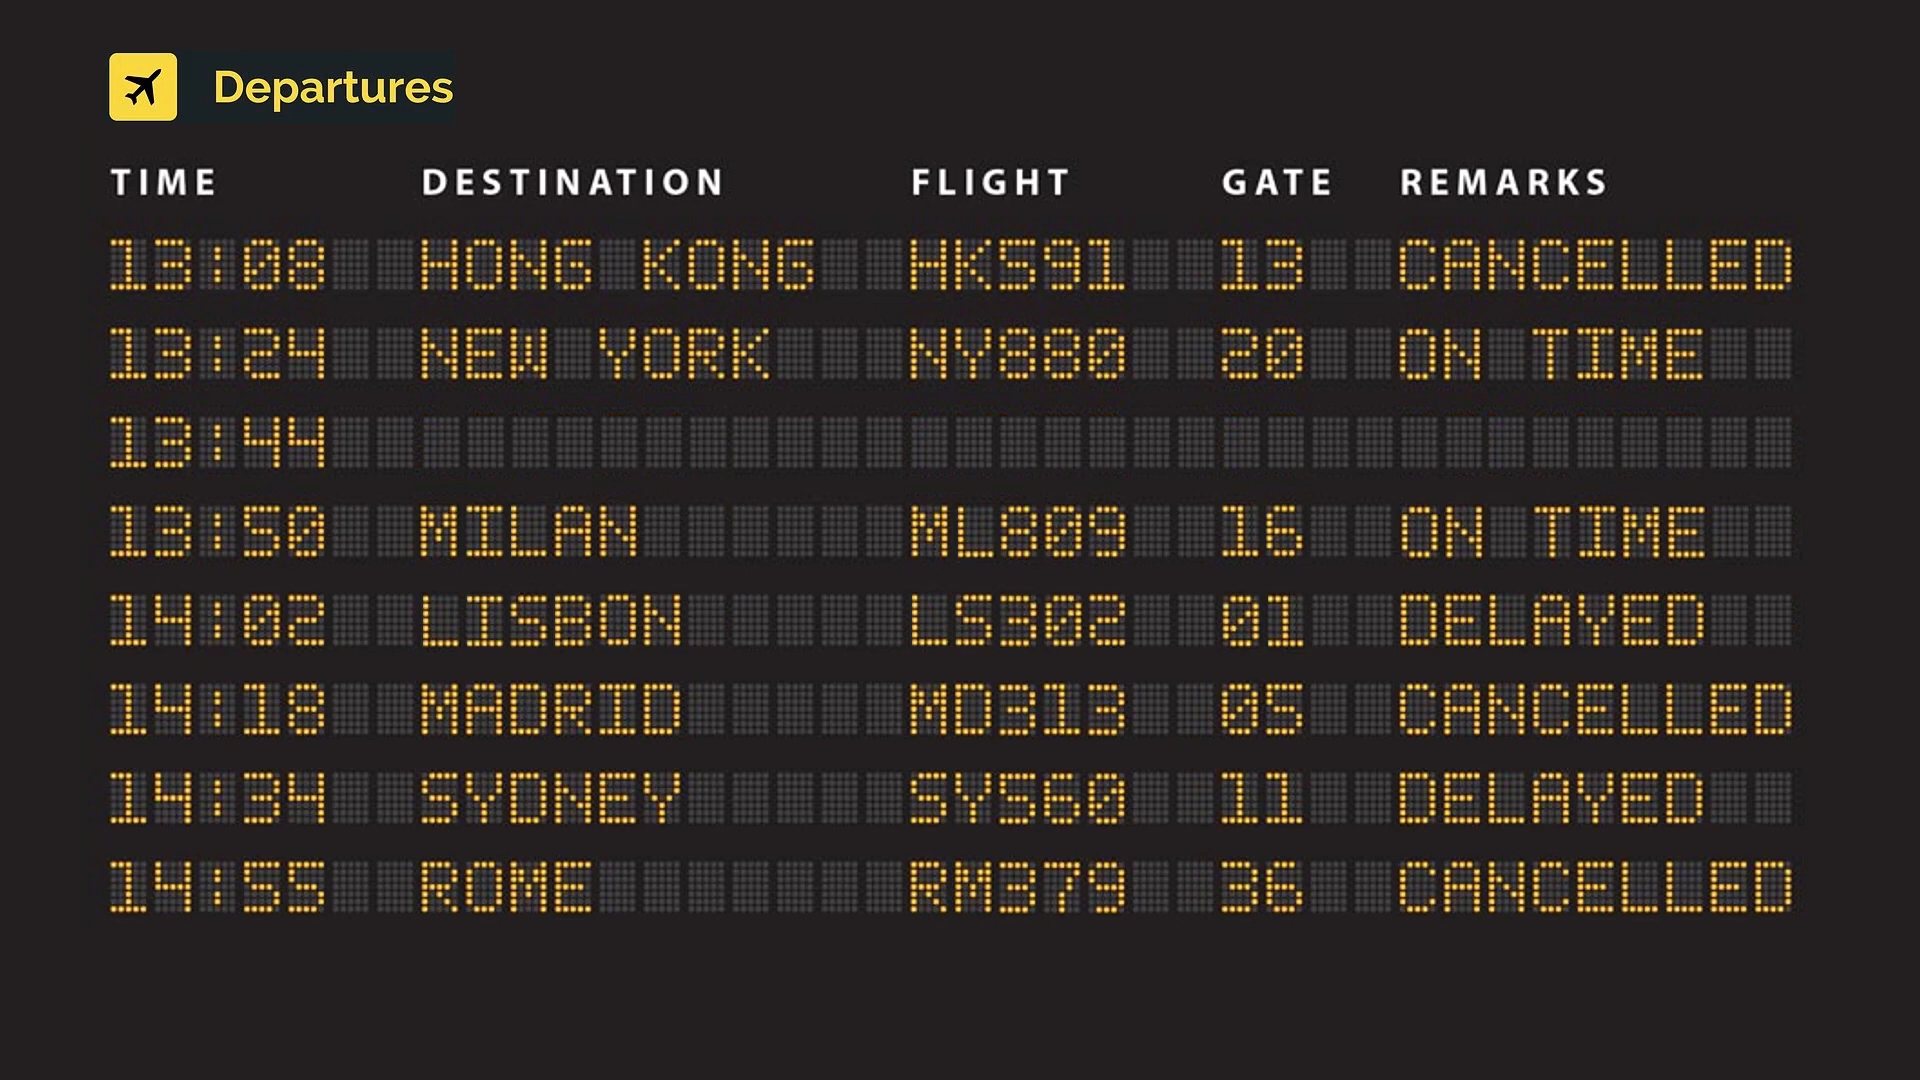 Departures
TIME DESTINATION FLIGHT GATE REMARKS
13:08 HONG KONG HK591 13 CANCELLED
13:24 NEW YORK NY880 20 ON TIME
13:44
13:50 MILAN ML809 16 ON TIME
14:02 LISBON LS302 01 DELAYED
14:18 MADRID MD313 05 CANCELLED
14:34 SYDNEY SY560 11 DELAYED
14:55 ROME RM379 36 CANCELLED